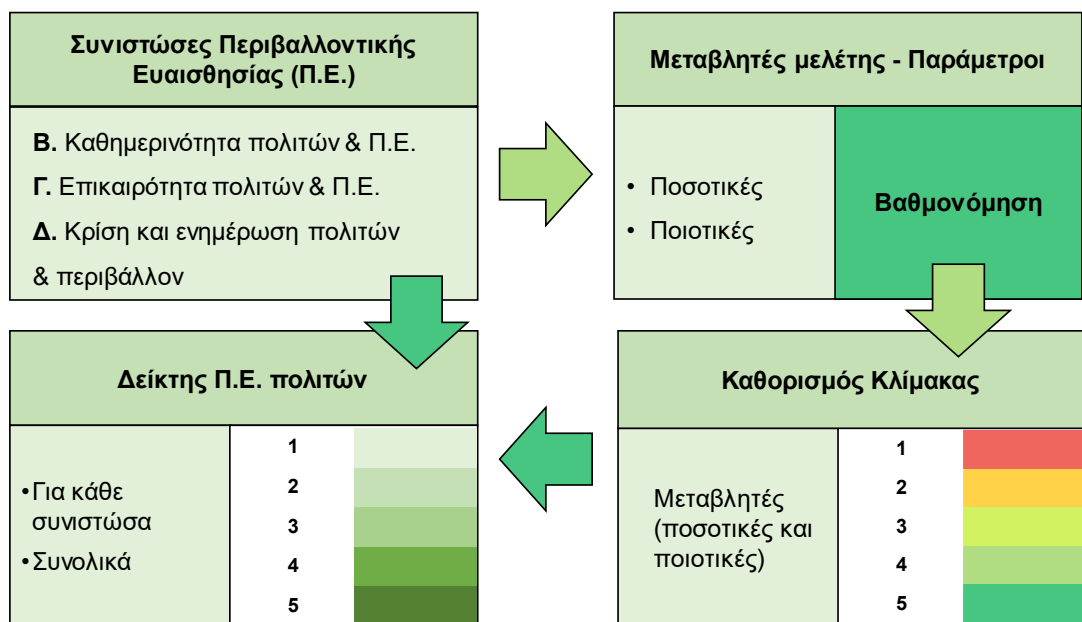 Συνιστώσες Περιβαλλοντικής
Ευαισθησίας (Π.Ε.)
Β. Καθημερινότητα πολιτών & Π.Ε.
Γ. Επικαιρότητα πολιτών & Π.Ε.
Δ. Κρίση και ενημέρωση πολιτών
& περιβάλλον
Μεταβλητές μελέτης - Παράμετροι
• Ποσοτικές
• Ποιοτικές
Βαθμονόμηση
Δείκτης Π.Ε. πολιτών
• Για κάθε
συνιστώσα
• Συνολικά
1
2
3
4
5
Καθορισμός Κλίμακας
Μεταβλητές
(ποσοτικές και
ποιοτικές)
1
2
3
4
5